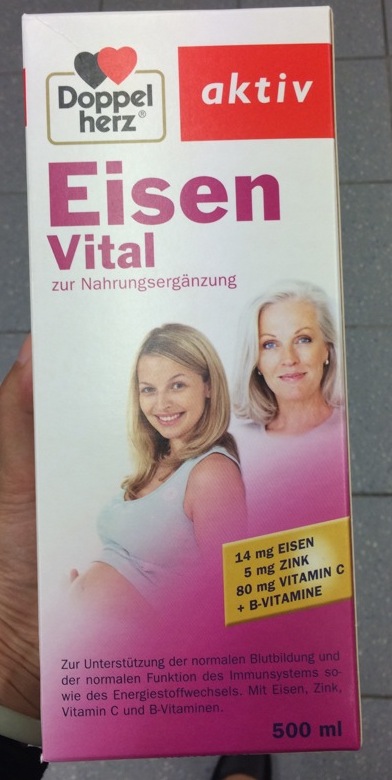 Doppel
herz®
aktiv
Eisen
Vital
zur Nahrungsergänzung
14 mg EISEN
5 mg ZINK
80 mg VITAMIN C
+ B-VITAMINE
Zur Unterstützung der normalen Blutbildung und
der normalen Funktion des Immunsystems so-
wie des Energiestoffwechsels. Mit Eisen, Zink,
Vitamin C und B-Vitaminen.
500 ml